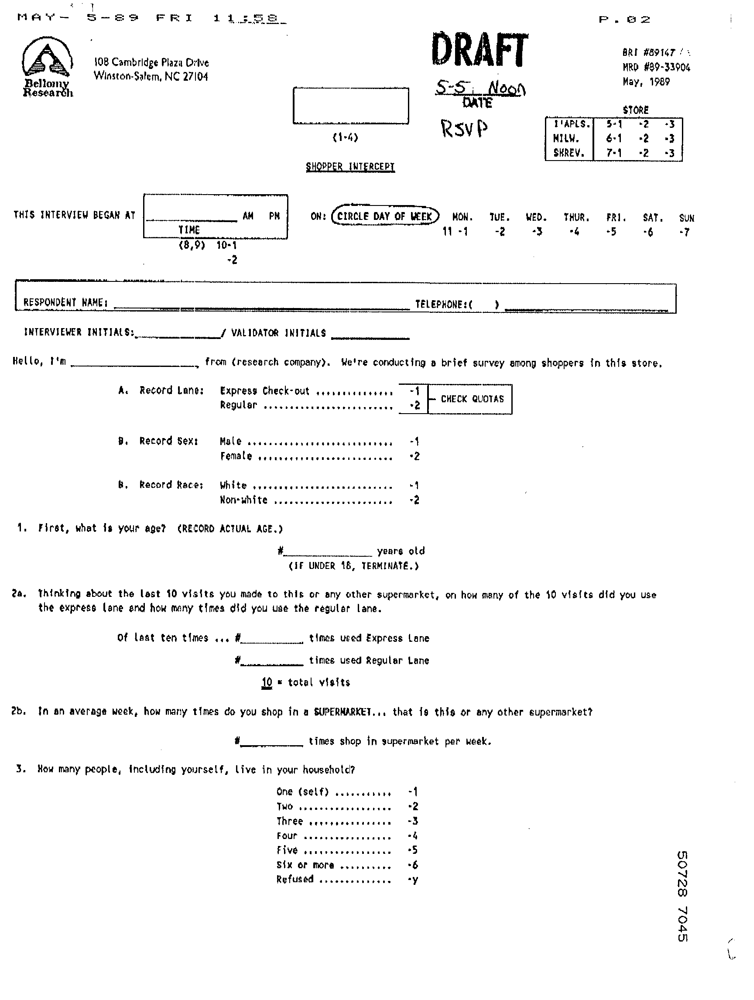 MAY- 5-89 FRI 11:58 P.02
DRAFT
Bellomy
Research
108 Cambridge Plaza Drive
Winston-Salem, NC 27104
BRI #89147
MRD #89-33904
May, 1989
5-5, Noon
DATE
RSVP
STORE
I'APLS. 5-1 -2 -3
MILW. 6-1 -2 -3
SHREV. 7-1 -2 -3
(1-4)
SHOPPER INTERCEPT
THIS INTERVIEW BEGAN AT ____________ AM PM ON: (CIRCLE DAY OF WEEK) MON. TUE. WED. THUR. FRI. SAT. SUN
TIME 11 -1 -2 -3 -4 -5 -6 -7
(8,9) 10-1
-2
RESPONDENT NAME: ____________ TELEPHONE:( ) ____________
INTERVIEWER INITIALS: ____________ / VALIDATOR INITIALS ____________
Hello, I'm ____________, from (research company). We're conducting a brief survey among shoppers in this store.
A. Record Lane: Express Check-out ............... -1
Regular ......................... -2
CHECK QUOTAS
B. Record Sex: Male ............................ -1
Female .......................... -2
B. Record Race: White ........................... -1
Non-white ....................... -2
1. First, what is your age? (RECORD ACTUAL AGE.)
#____________ years old
(IF UNDER 18, TERMINATE.)
2a. Thinking about the last 10 visits you made to this or any other supermarket, on how many of the 10 visits did you use
the express lane and how many times did you use the regular lane.
Of last ten times ... #__________ times used Express Lane
#__________ times used Regular Lane
10 = total visits
2b. In an average week, how many times do you shop in a SUPERMARKET... that is this or any other supermarket?
#__________ times shop in supermarket per week.
3. How many people, including yourself, live in your household?
One (self) ........... -1
Two .................. -2
Three ................ -3
Four ................. -4
Five ................. -5
Six or more .......... -6
Refused .............. -y
50728 7045